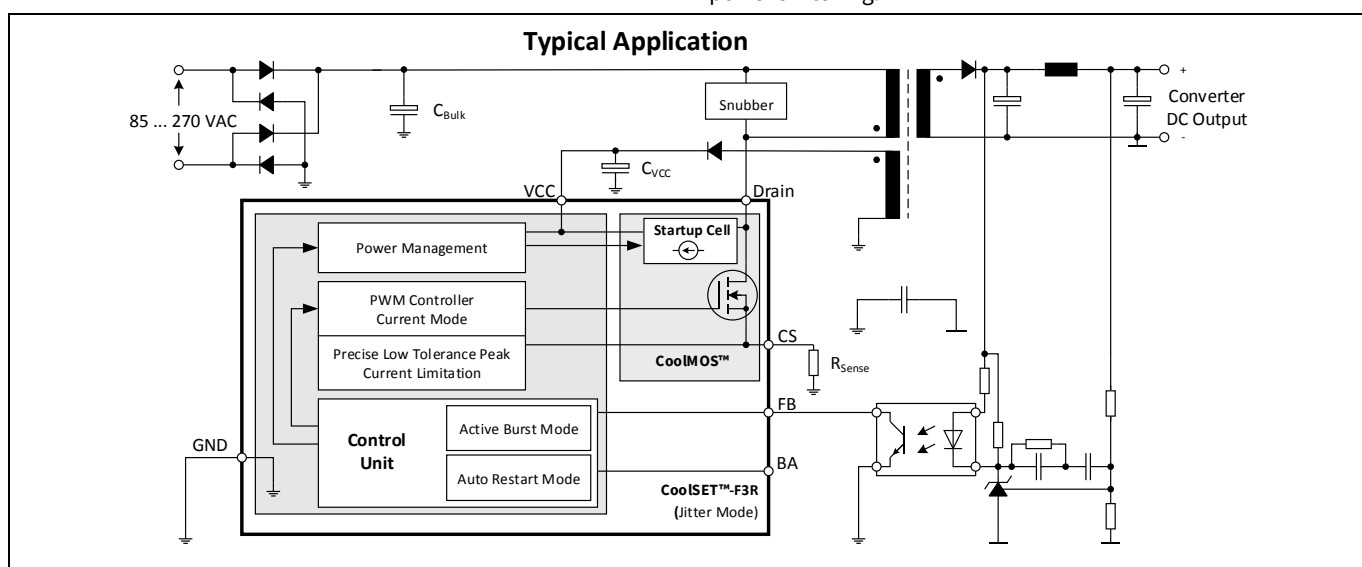 Typical Application
85 ... 270 VAC
CBulk
Snubber
+
Converter
DC Output
-
CVCC
VCC
Drain
Power Management
Startup Cell
PWM Controller
Current Mode
Precise Low Tolerance Peak
Current Limitation
CoolMOS™
CS
RSense
FB
Control
Unit
Active Burst Mode
Auto Restart Mode
GND
BA
CoolSET™-F3R
(Jitter Mode)